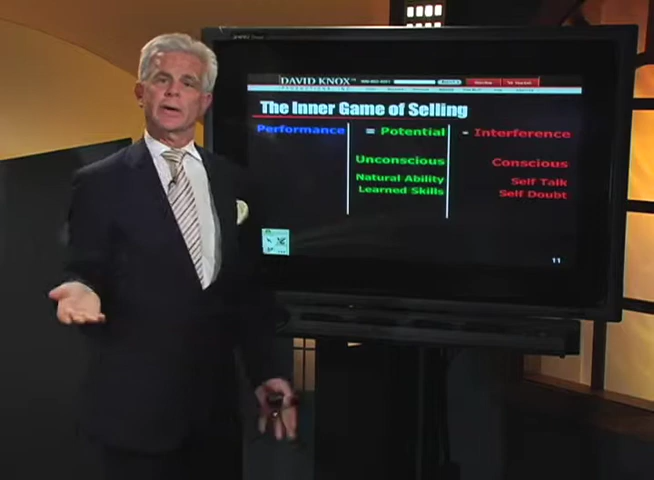 DAVID KNOX
The Inner Game of Selling
Performance = Potential - Interference
Unconscious Conscious
Natural Ability Self Talk
Learned Skills Self Doubt
11